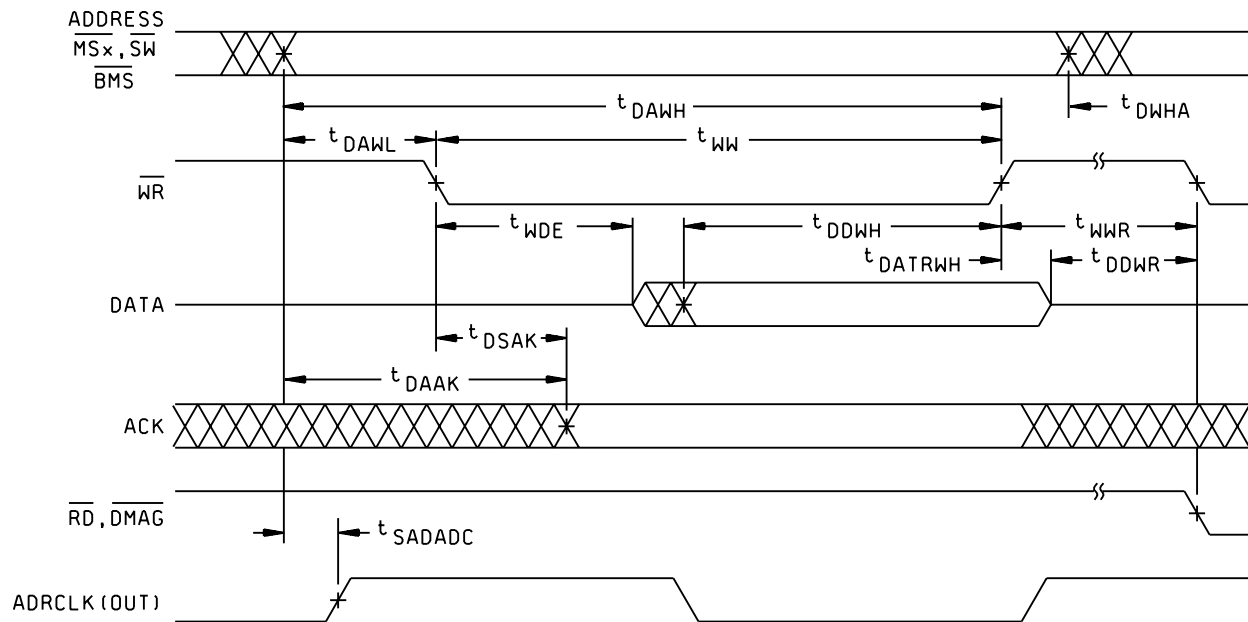 ADDRESS
MSx,SW
BMS
tDAWH
tDWHA
tDAWL
tWW
WR
tWDE
tDDWH
tWWR
tDATRWH
tDDWR
DATA
tDSAK
tDAAK
ACK
RD,DMAG
tSADADC
ADRCLK(OUT)